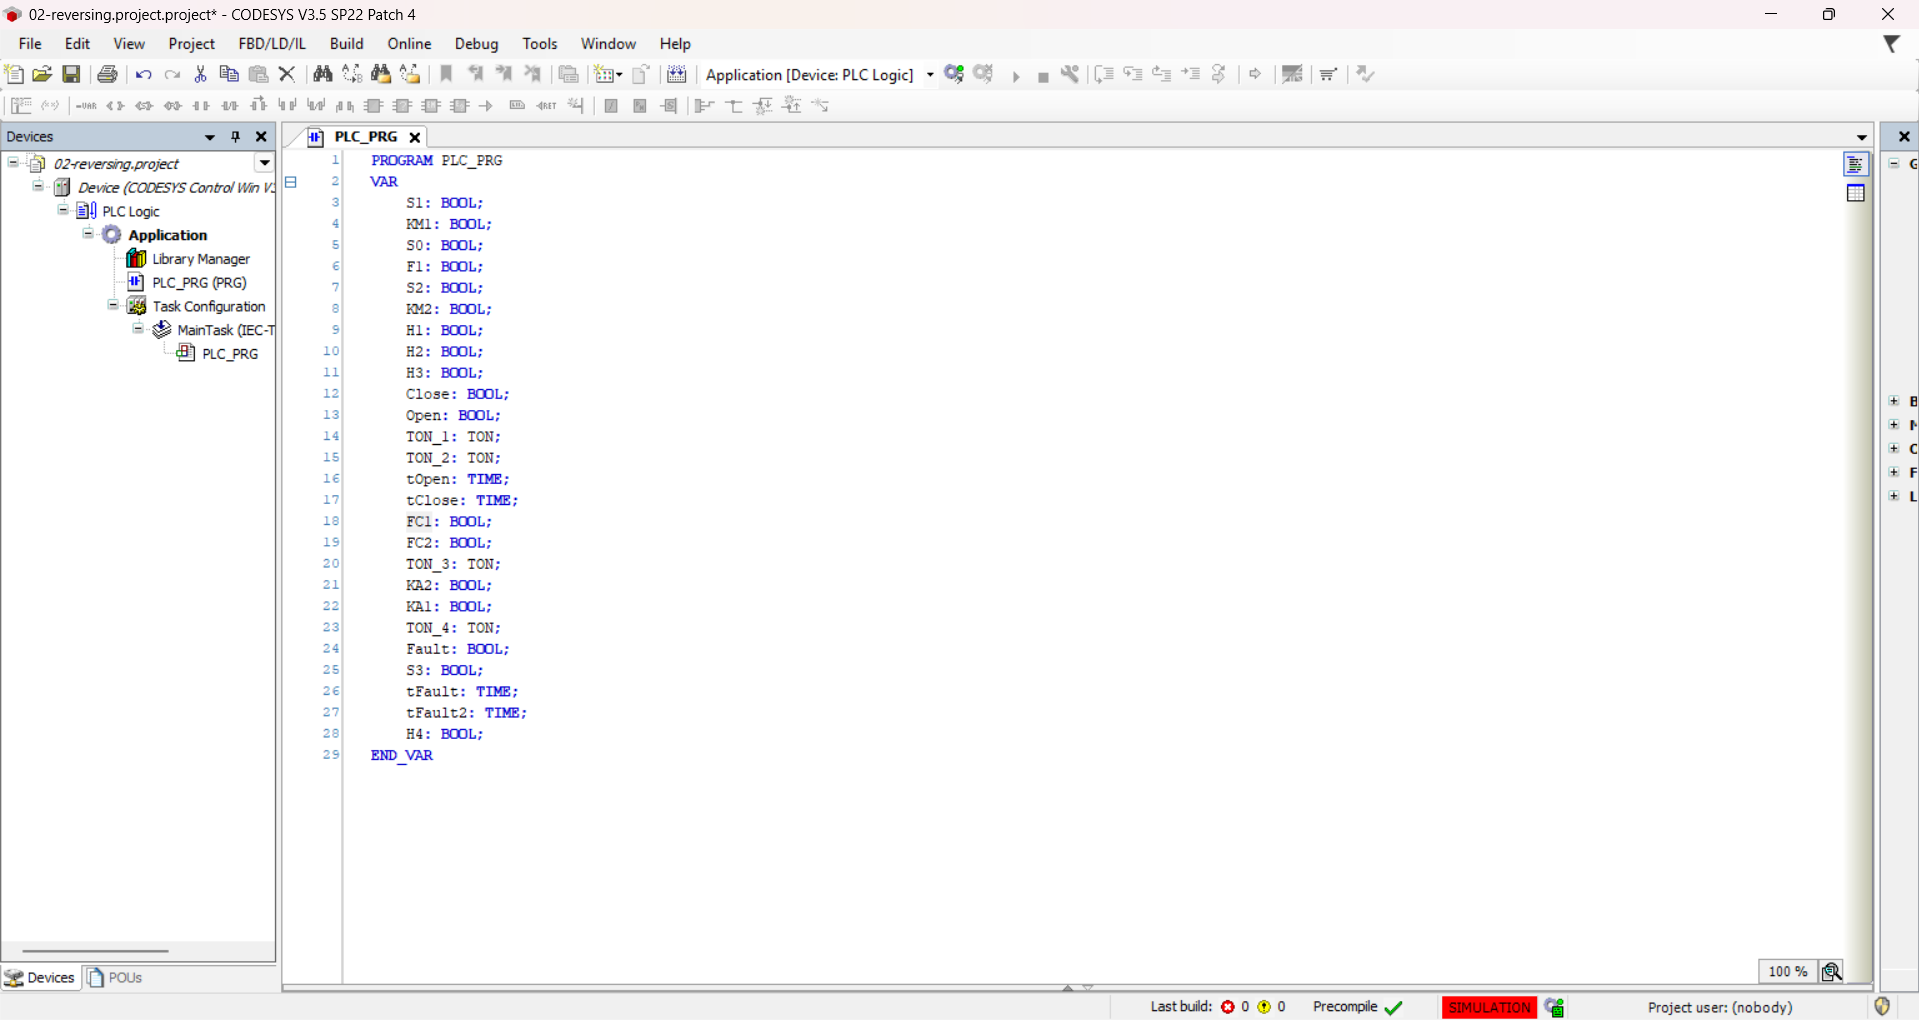 02-reversing.project.project* - CODESYS V3.5 SP22 Patch 4
File Edit View Project FBD/LD/IL Build Online Debug Tools Window Help
Application [Device: PLC Logic]
Devices
02-reversing.project
Device (CODESYS Control Win V3
PLC Logic
Application
Library Manager
PLC_PRG (PRG)
Task Configuration
MainTask (IEC-T
PLC_PRG
Devices POUs
PLC_PRG
1 PROGRAM PLC_PRG
2 VAR
3 S1: BOOL;
4 KM1: BOOL;
5 S0: BOOL;
6 F1: BOOL;
7 S2: BOOL;
8 KM2: BOOL;
9 H1: BOOL;
10 H2: BOOL;
11 H3: BOOL;
12 Close: BOOL;
13 Open: BOOL;
14 TON_1: TON;
15 TON_2: TON;
16 tOpen: TIME;
17 tClose: TIME;
18 FC1: BOOL;
19 FC2: BOOL;
20 TON_3: TON;
21 KA2: BOOL;
22 KA1: BOOL;
23 TON_4: TON;
24 Fault: BOOL;
25 S3: BOOL;
26 tFault: TIME;
27 tFault2: TIME;
28 H4: BOOL;
29 END_VAR
100 %
Last build: 0 0 Precompile SIMULATION Project user: (nobody)